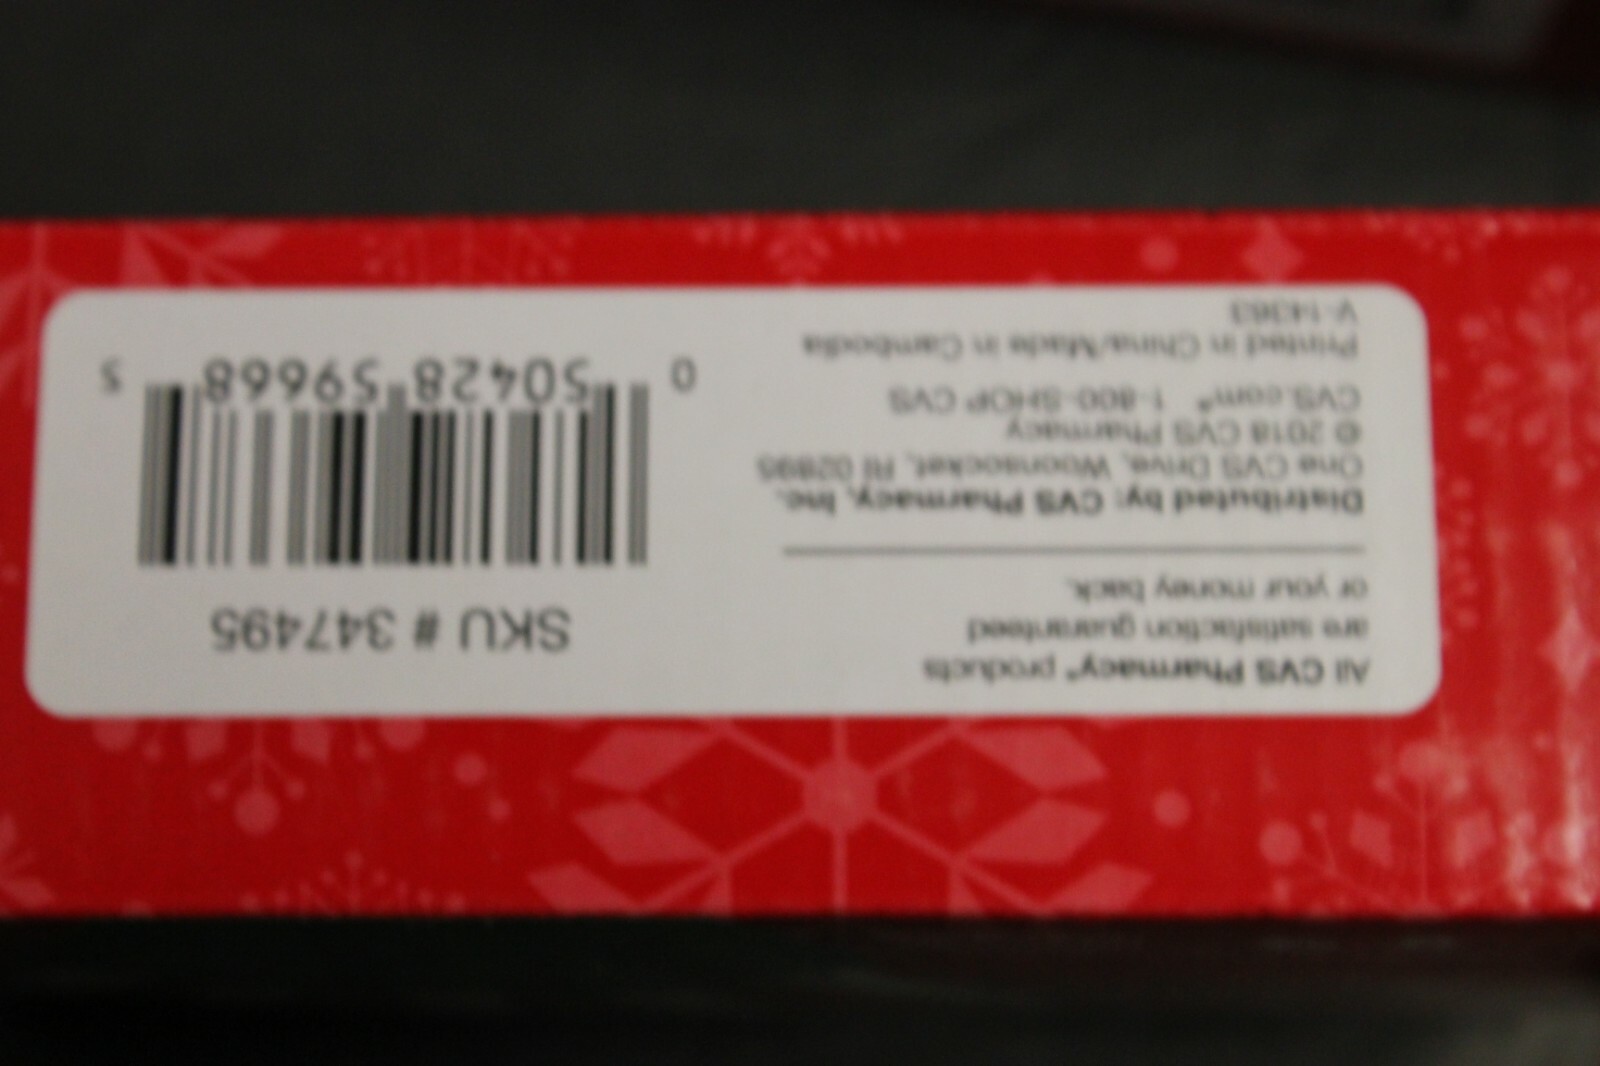 All CVS Pharmacy® products
are satisfaction guaranteed
or your money back.
Distributed by: CVS Pharmacy, Inc.
One CVS Drive, Woonsocket, RI 02895
© 2018 CVS Pharmacy
CVS.com® 1-800-SHOP CVS
Printed in China/Made in Cambodia
V-14363
SKU # 347495
0 50428 59668 5